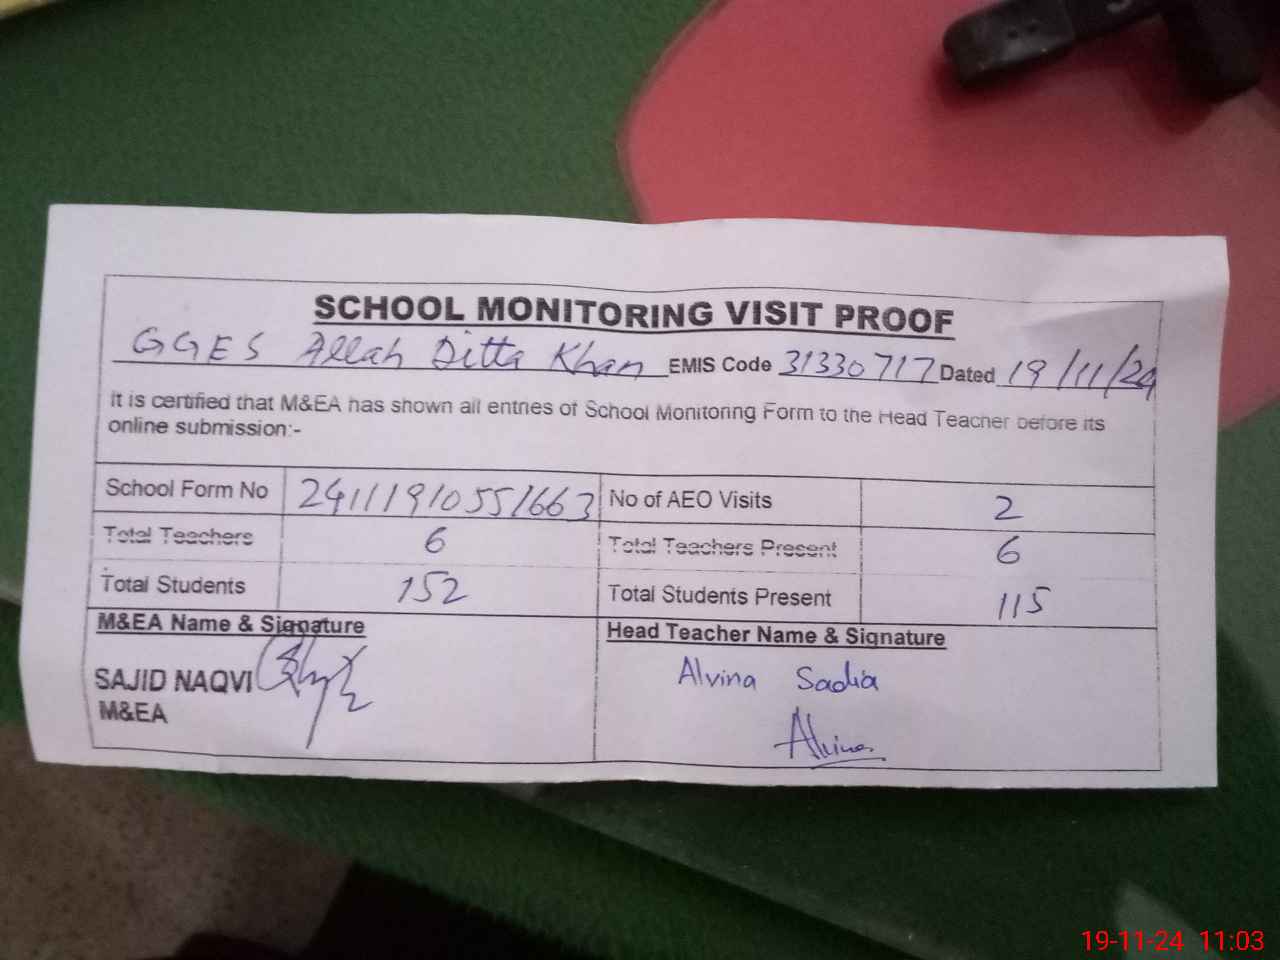 SCHOOL MONITORING VISIT PROOF
GGES Allah Ditta Khan EMIS Code 31330717 Dated 19/11/24
It is certified that M&EA has shown all entries of School Monitoring Form to the Head Teacher before its
online submission:-
School Form No 24111910551663 No of AEO Visits 2
Total Teachers 6 Total Teachers Present 6
Total Students 152 Total Students Present 115
M&EA Name & Signature Head Teacher Name & Signature
SAJID NAQVI Alvina Sadia
M&EA Alvina
19-11-24 11:03